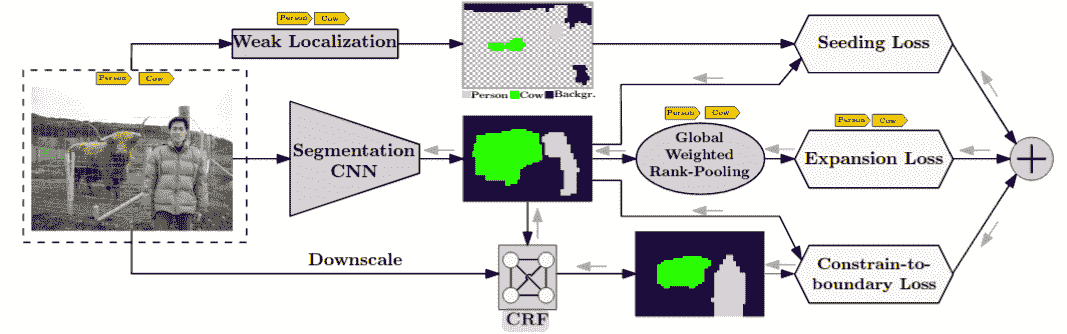 Person Cow
Weak Localization
Person Cow Backgr.
Seeding Loss
Person Cow
Segmentation
CNN
Person Cow
Global
Weighted
Rank-Pooling
Person Cow
Expansion Loss
+
Downscale
CRF
Constrain-to-
boundary Loss